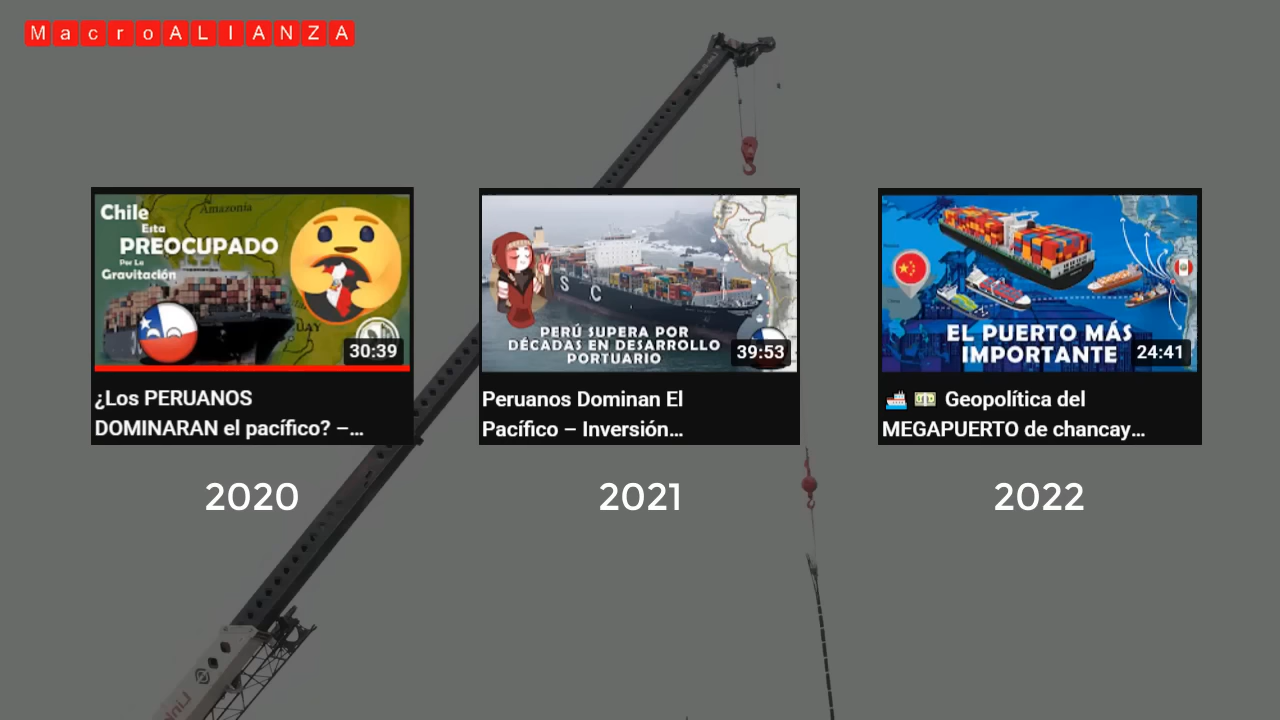 MacroALIANZA
Chile
Esta
PREOCUPADO
Por La
Gravitación
Amazonia
30:39
¿Los PERUANOS
DOMINARAN el pacífico? –...
2020
S C
PERÚ SUPERA POR
DÉCADAS EN DESARROLLO
PORTUARIO
39:53
Peruanos Dominan El
Pacífico – Inversión...
2021
EL PUERTO MÁS
IMPORTANTE
24:41
Geopolítica del
MEGAPUERTO de chancay...
2022